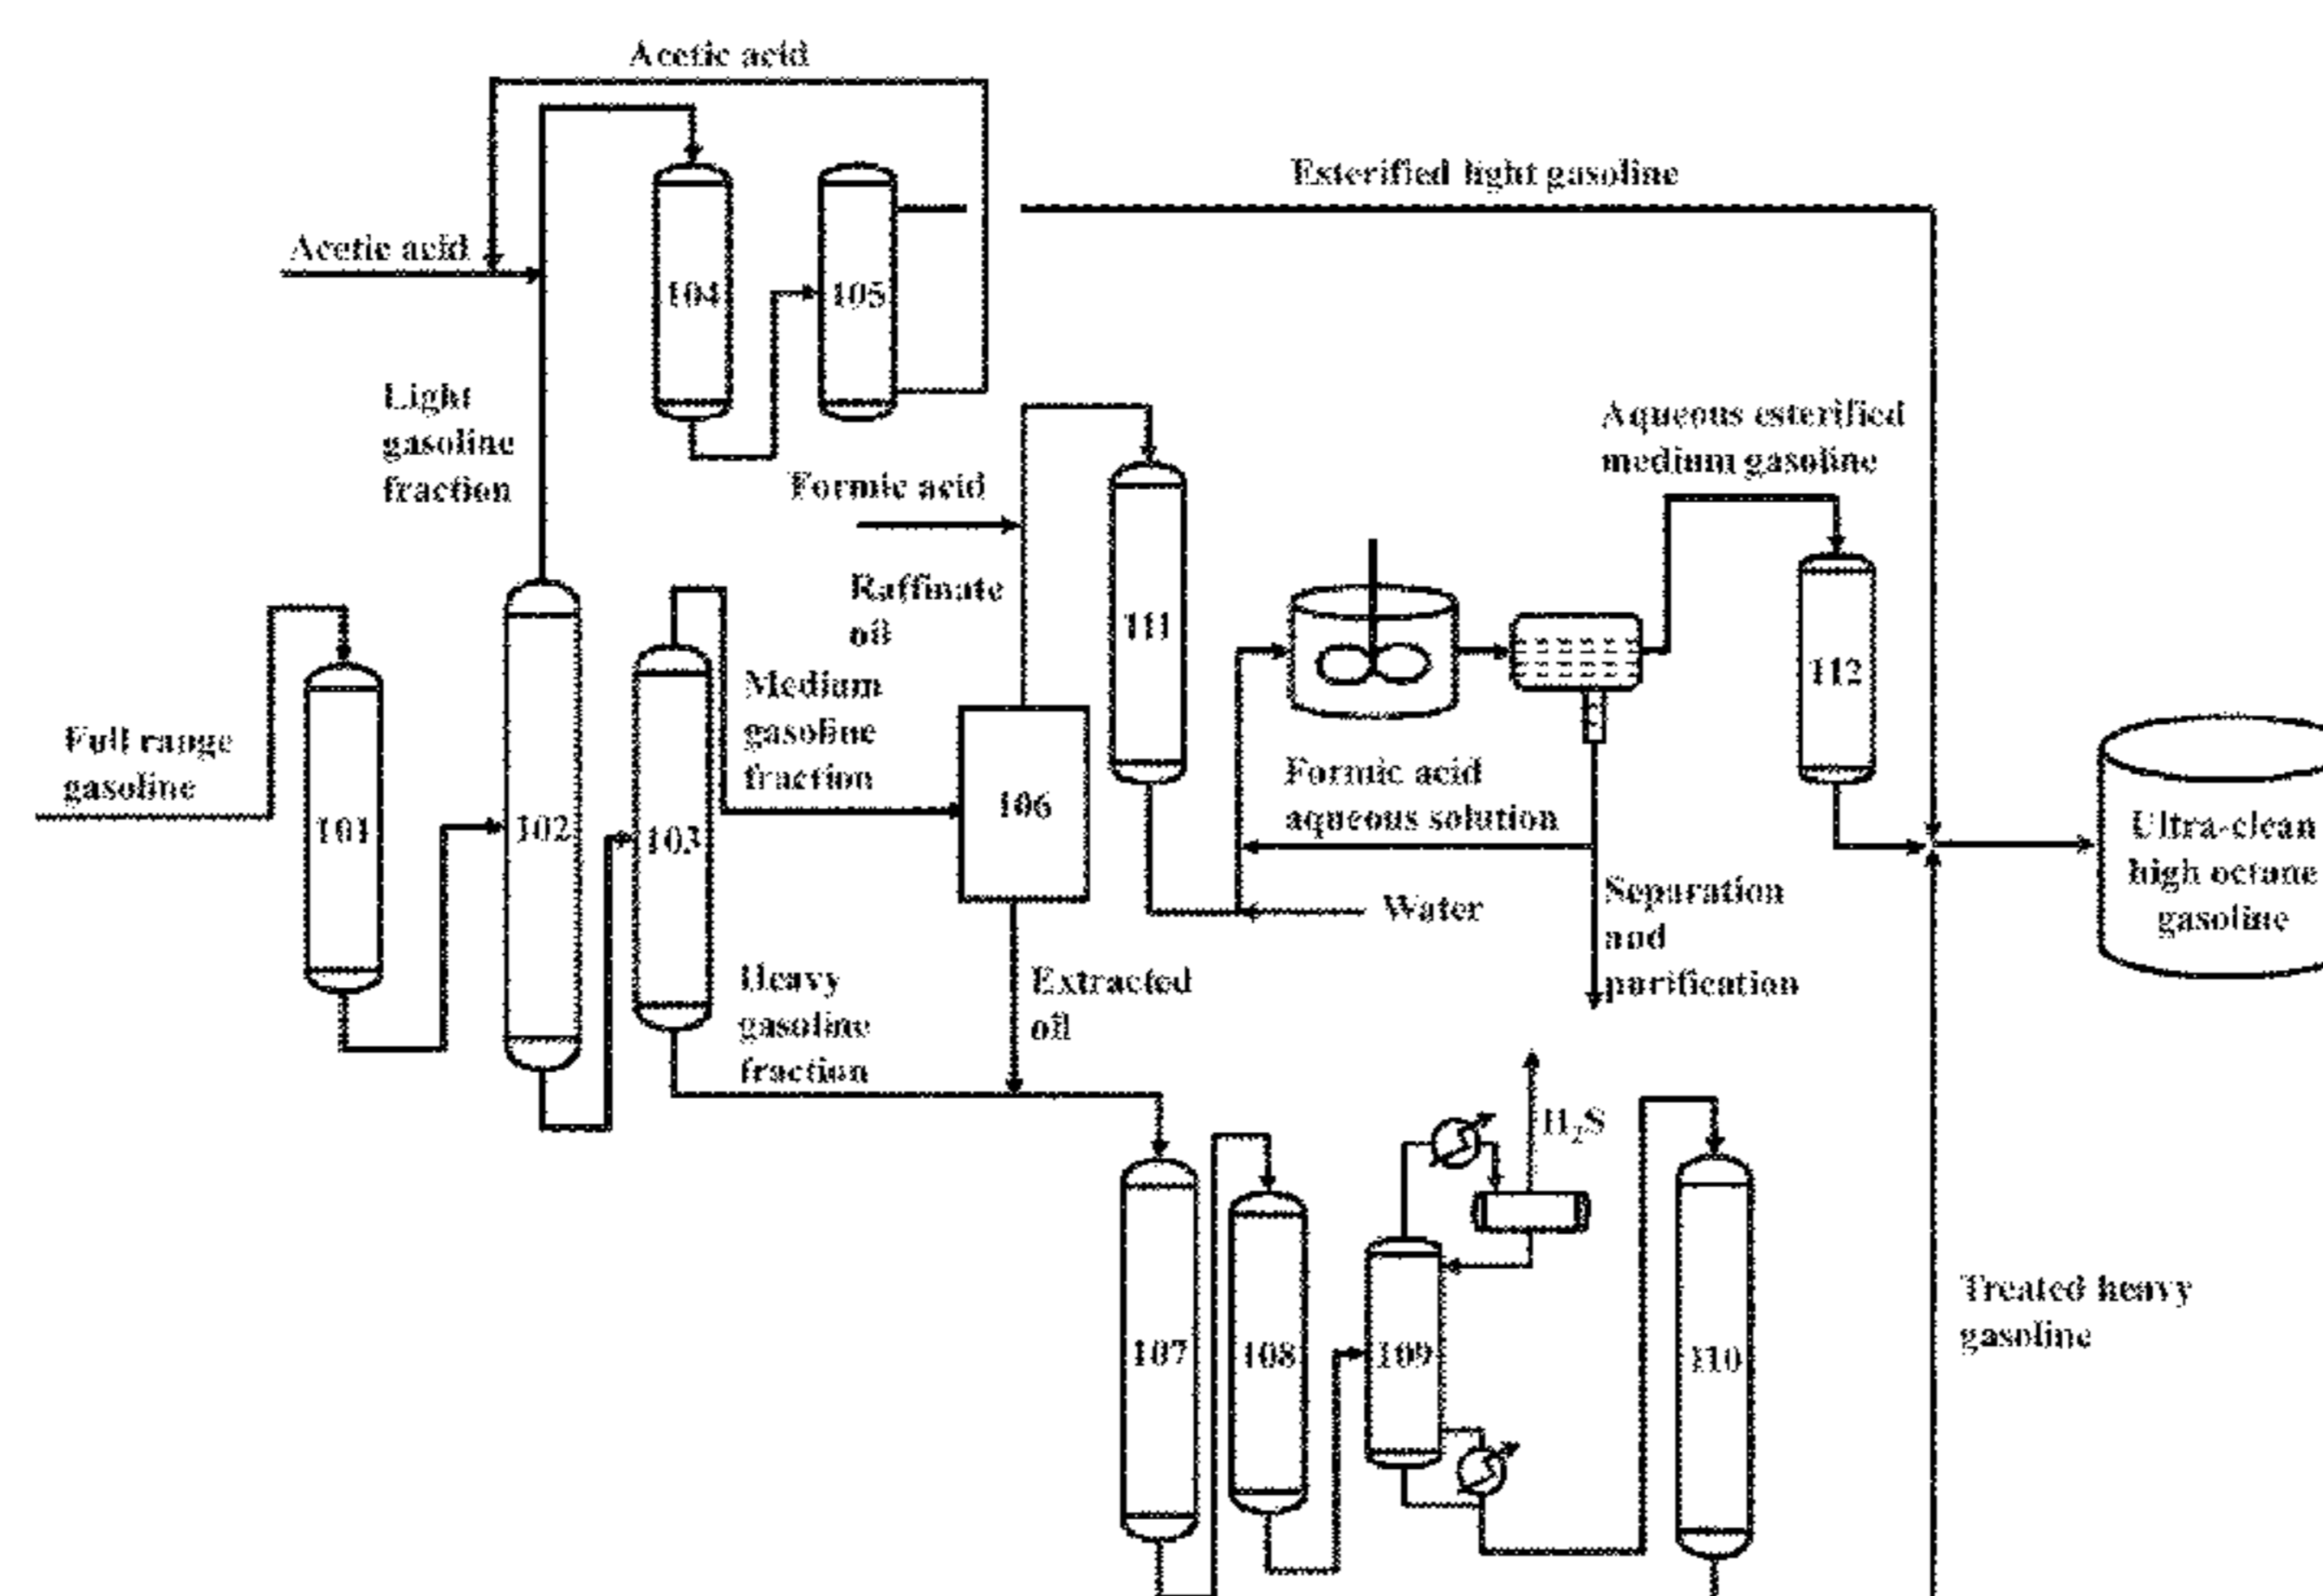 Acetic acid
Esterified light gasoline
Acetic acid
104
105
Light
gasoline
fraction
Aqueous esterified
medium gasoline
Formic acid
Raffinate
oil
111
112
Medium
gasoline
fraction
Full range
gasoline
101
102
103
106
Formic acid
aqueous solution
Ultra-clean
high octane
gasoline
Water
Separation
and
purification
Heavy
gasoline
fraction
Extracted
oil
H₂S
Treated heavy
gasoline
107
108
109
110